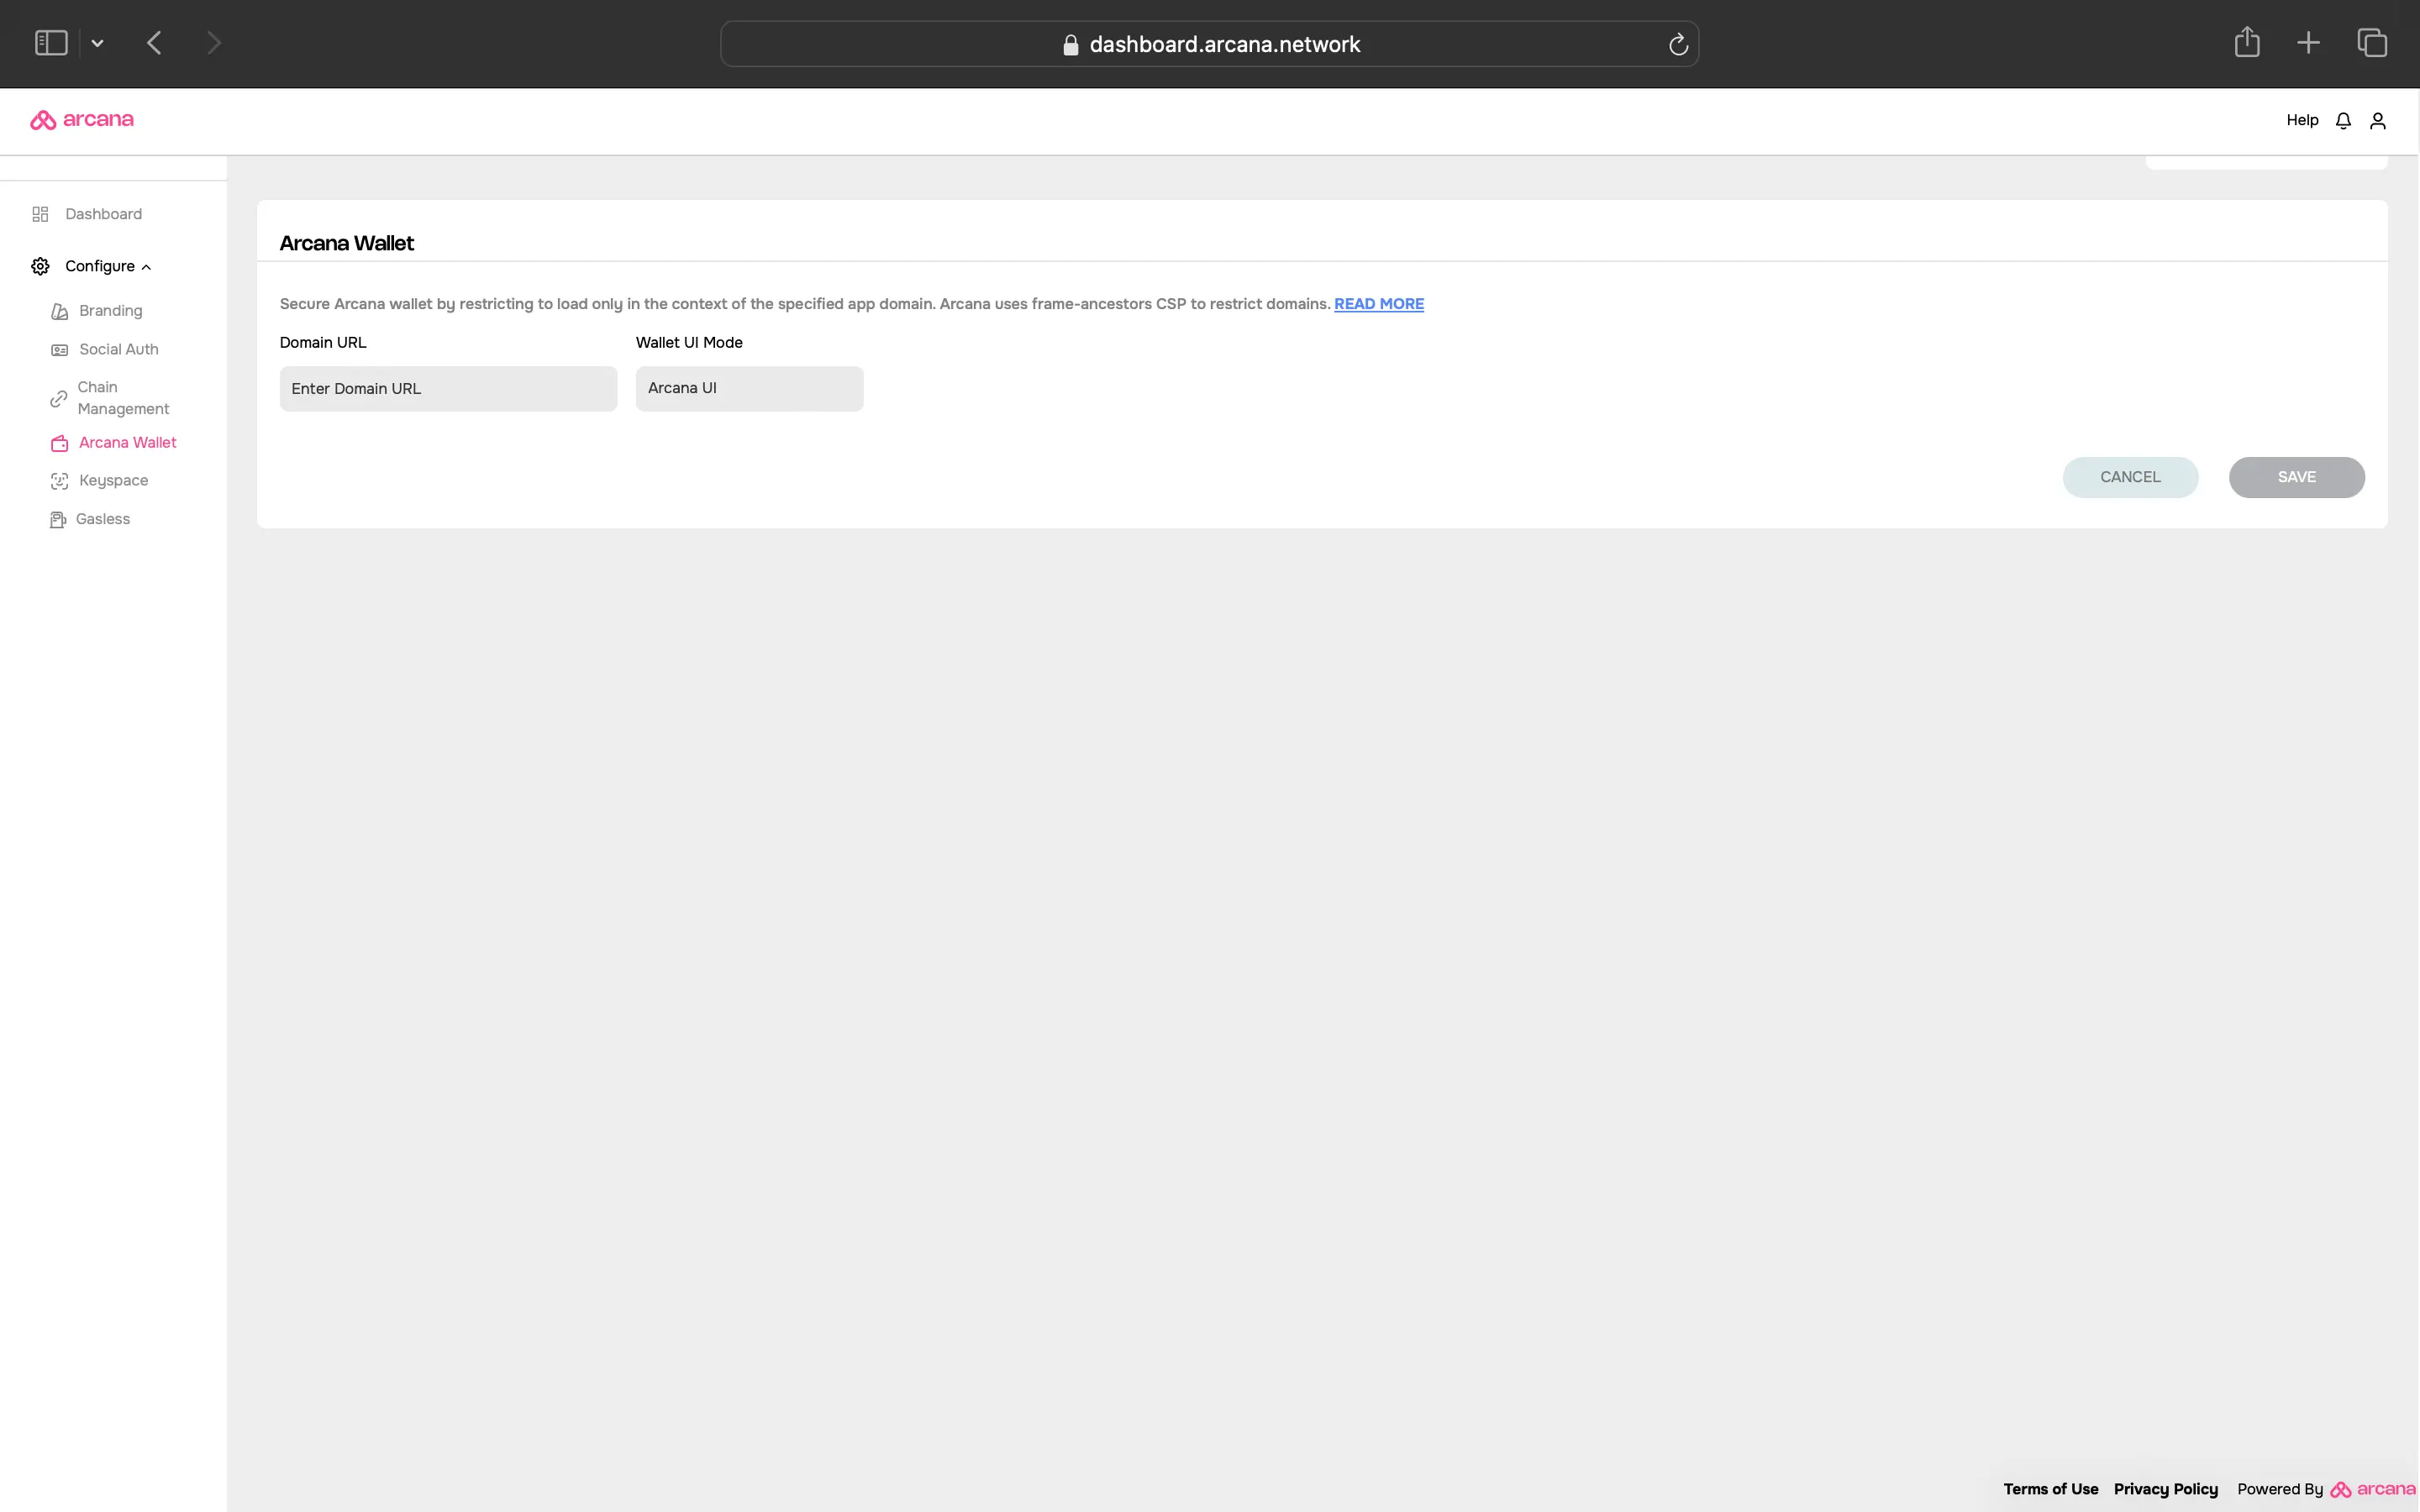 dashboard.arcana.network
arcana
Help
Dashboard
Configure
Branding
Social Auth
Chain
Management
Arcana Wallet
Keyspace
Gasless
Arcana Wallet
Secure Arcana wallet by restricting to load only in the context of the specified app domain. Arcana uses frame-ancestors CSP to restrict domains. READ MORE
Domain URL
Wallet UI Mode
Enter Domain URL
Arcana UI
CANCEL
SAVE
Terms of Use Privacy Policy Powered By arcana